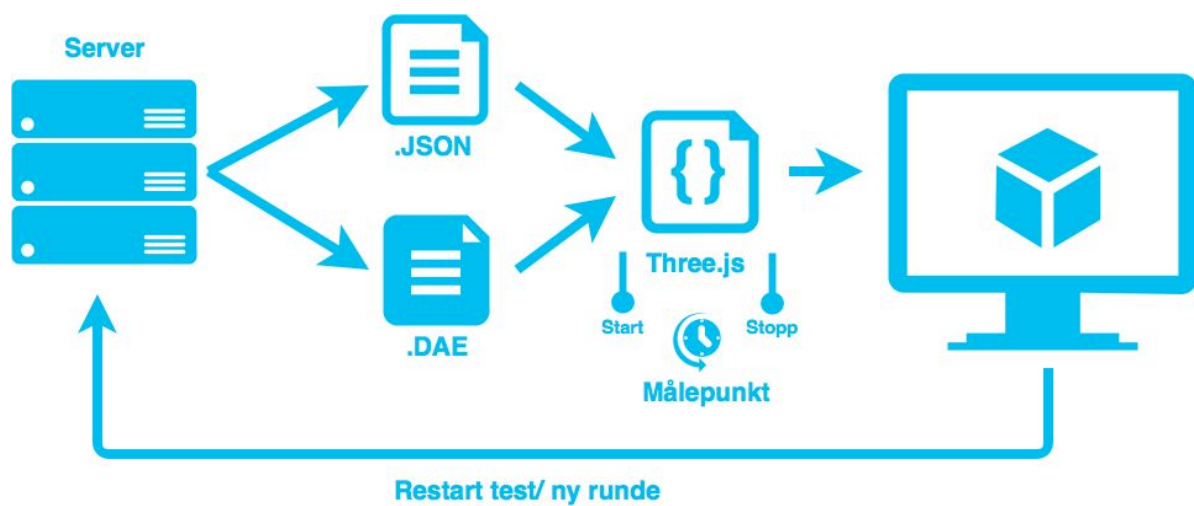 Server
.JSON
.DAE
{}
Three.js
Start
Stopp
Målepunkt
Restart test/ ny runde